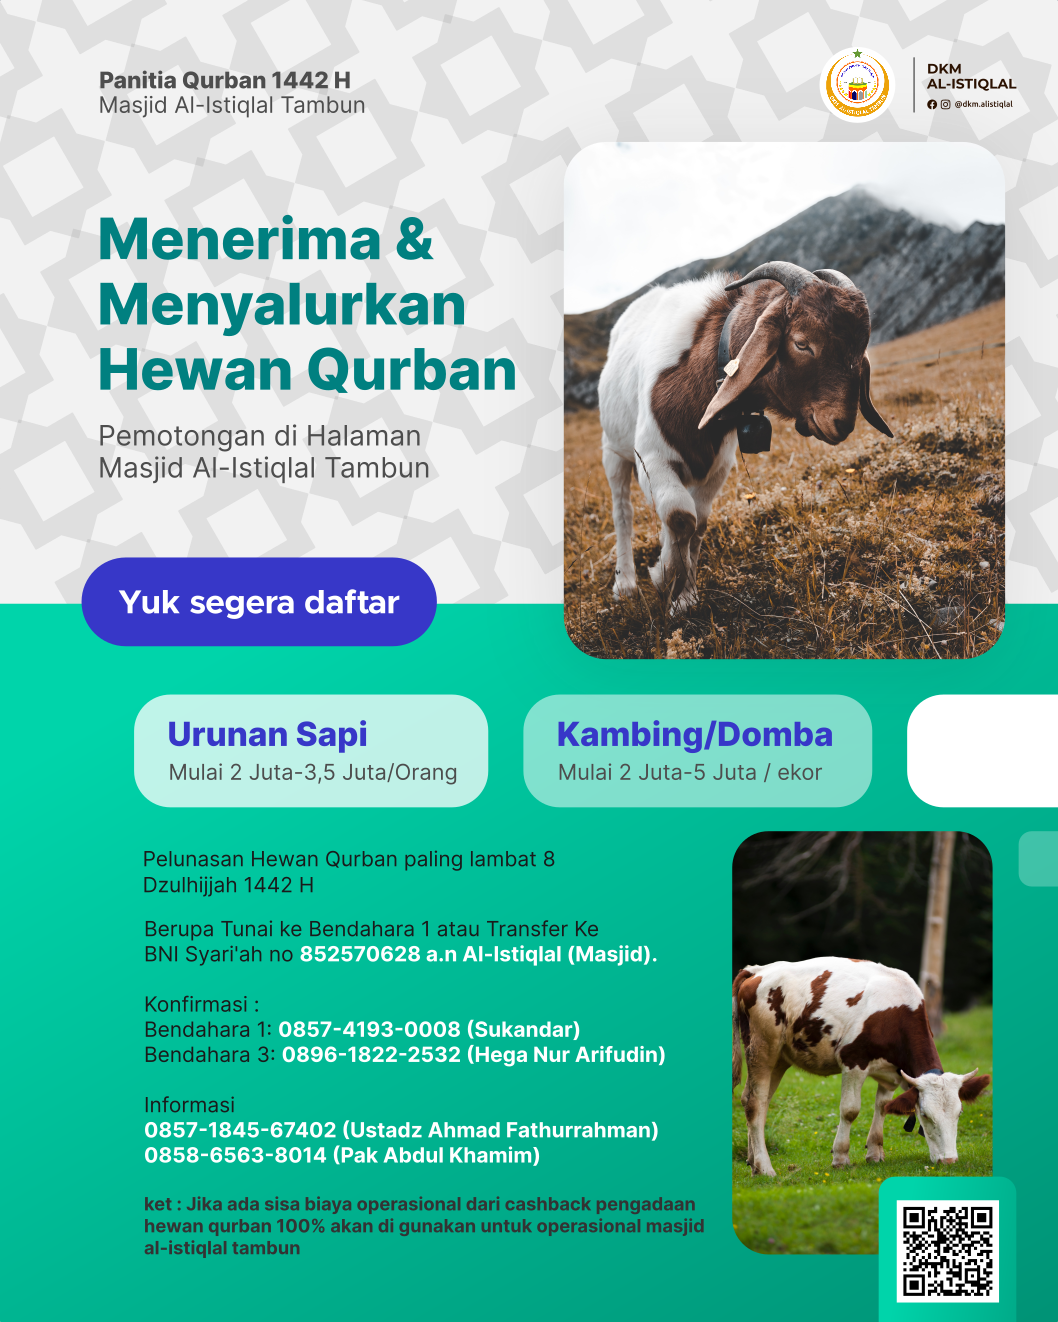 Panitia Qurban 1442 H
Masjid Al-Istiqlal Tambun
DKM
AL-ISTIQLAL
@dkm.alistiqlal
Menerima &
Menyalurkan
Hewan Qurban
Pemotongan di Halaman
Masjid Al-Istiqlal Tambun
Yuk segera daftar
Urunan Sapi
Mulai 2 Juta-3,5 Juta/Orang
Kambing/Domba
Mulai 2 Juta-5 Juta / ekor
Pelunasan Hewan Qurban paling lambat 8
Dzulhijjah 1442 H
Berupa Tunai ke Bendahara 1 atau Transfer Ke
BNI Syari'ah no 852570628 a.n Al-Istiqlal (Masjid).
Konfirmasi :
Bendahara 1: 0857-4193-0008 (Sukandar)
Bendahara 3: 0896-1822-2532 (Hega Nur Arifudin)
Informasi
0857-1845-67402 (Ustadz Ahmad Fathurrahman)
0858-6563-8014 (Pak Abdul Khamim)
ket : Jika ada sisa biaya operasional dari cashback pengadaan
hewan qurban 100% akan di gunakan untuk operasional masjid
al-istiqlal tambun